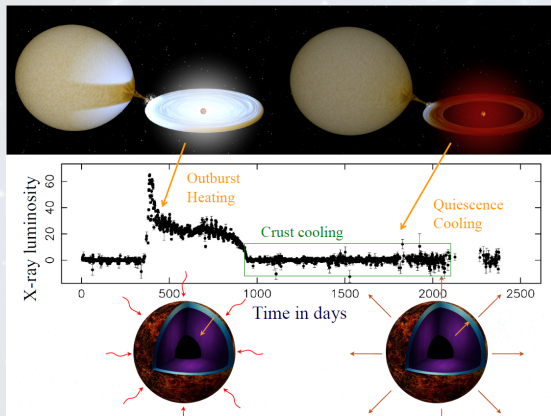 Outburst
Heating
Crust cooling
Quiescence
Cooling
X-ray luminosity
60
40
20
0
0
500
1000
1500
2000
2500
Time in days